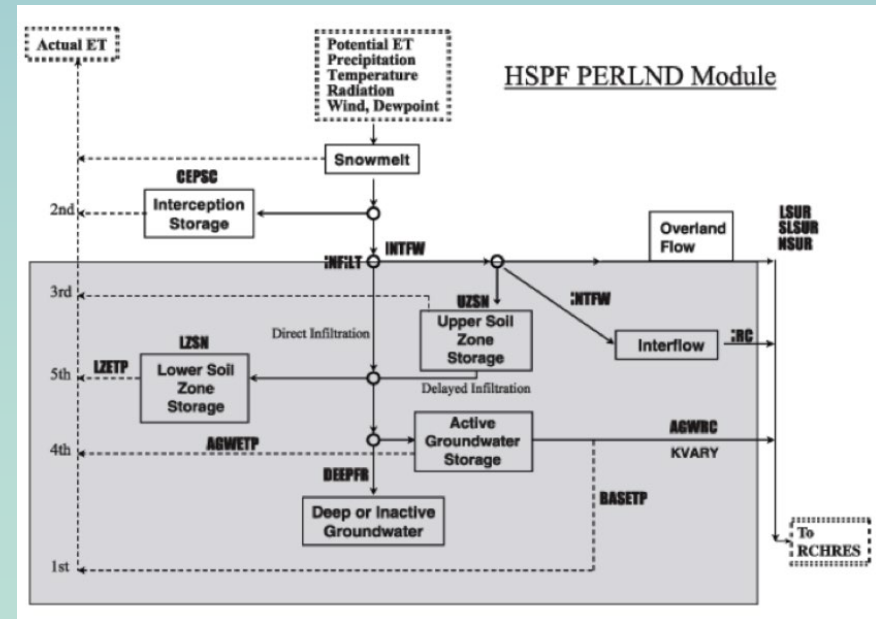 Actual ET
Potential ET
Precipitation
Temperature
Radiation
Wind, Dewpoint
HSPF PERLND Module
Snowmelt
CEPSC
2nd
Interception
Storage
Overland
Flow
LSUR
SLSUR
NSUR
INFILT
INTFW
3rd
UZSN
INTFW
Direct Infiltration
Upper Soil
Zone
Storage
Interflow
IRC
LZSN
5th
LZETP
Lower Soil
Zone
Storage
Delayed Infiltration
Active
Groundwater
Storage
AGWRC
KVARY
4th
AGWETP
DEEPFR
BASETP
Deep or Inactive
Groundwater
1st
To
RCHRES